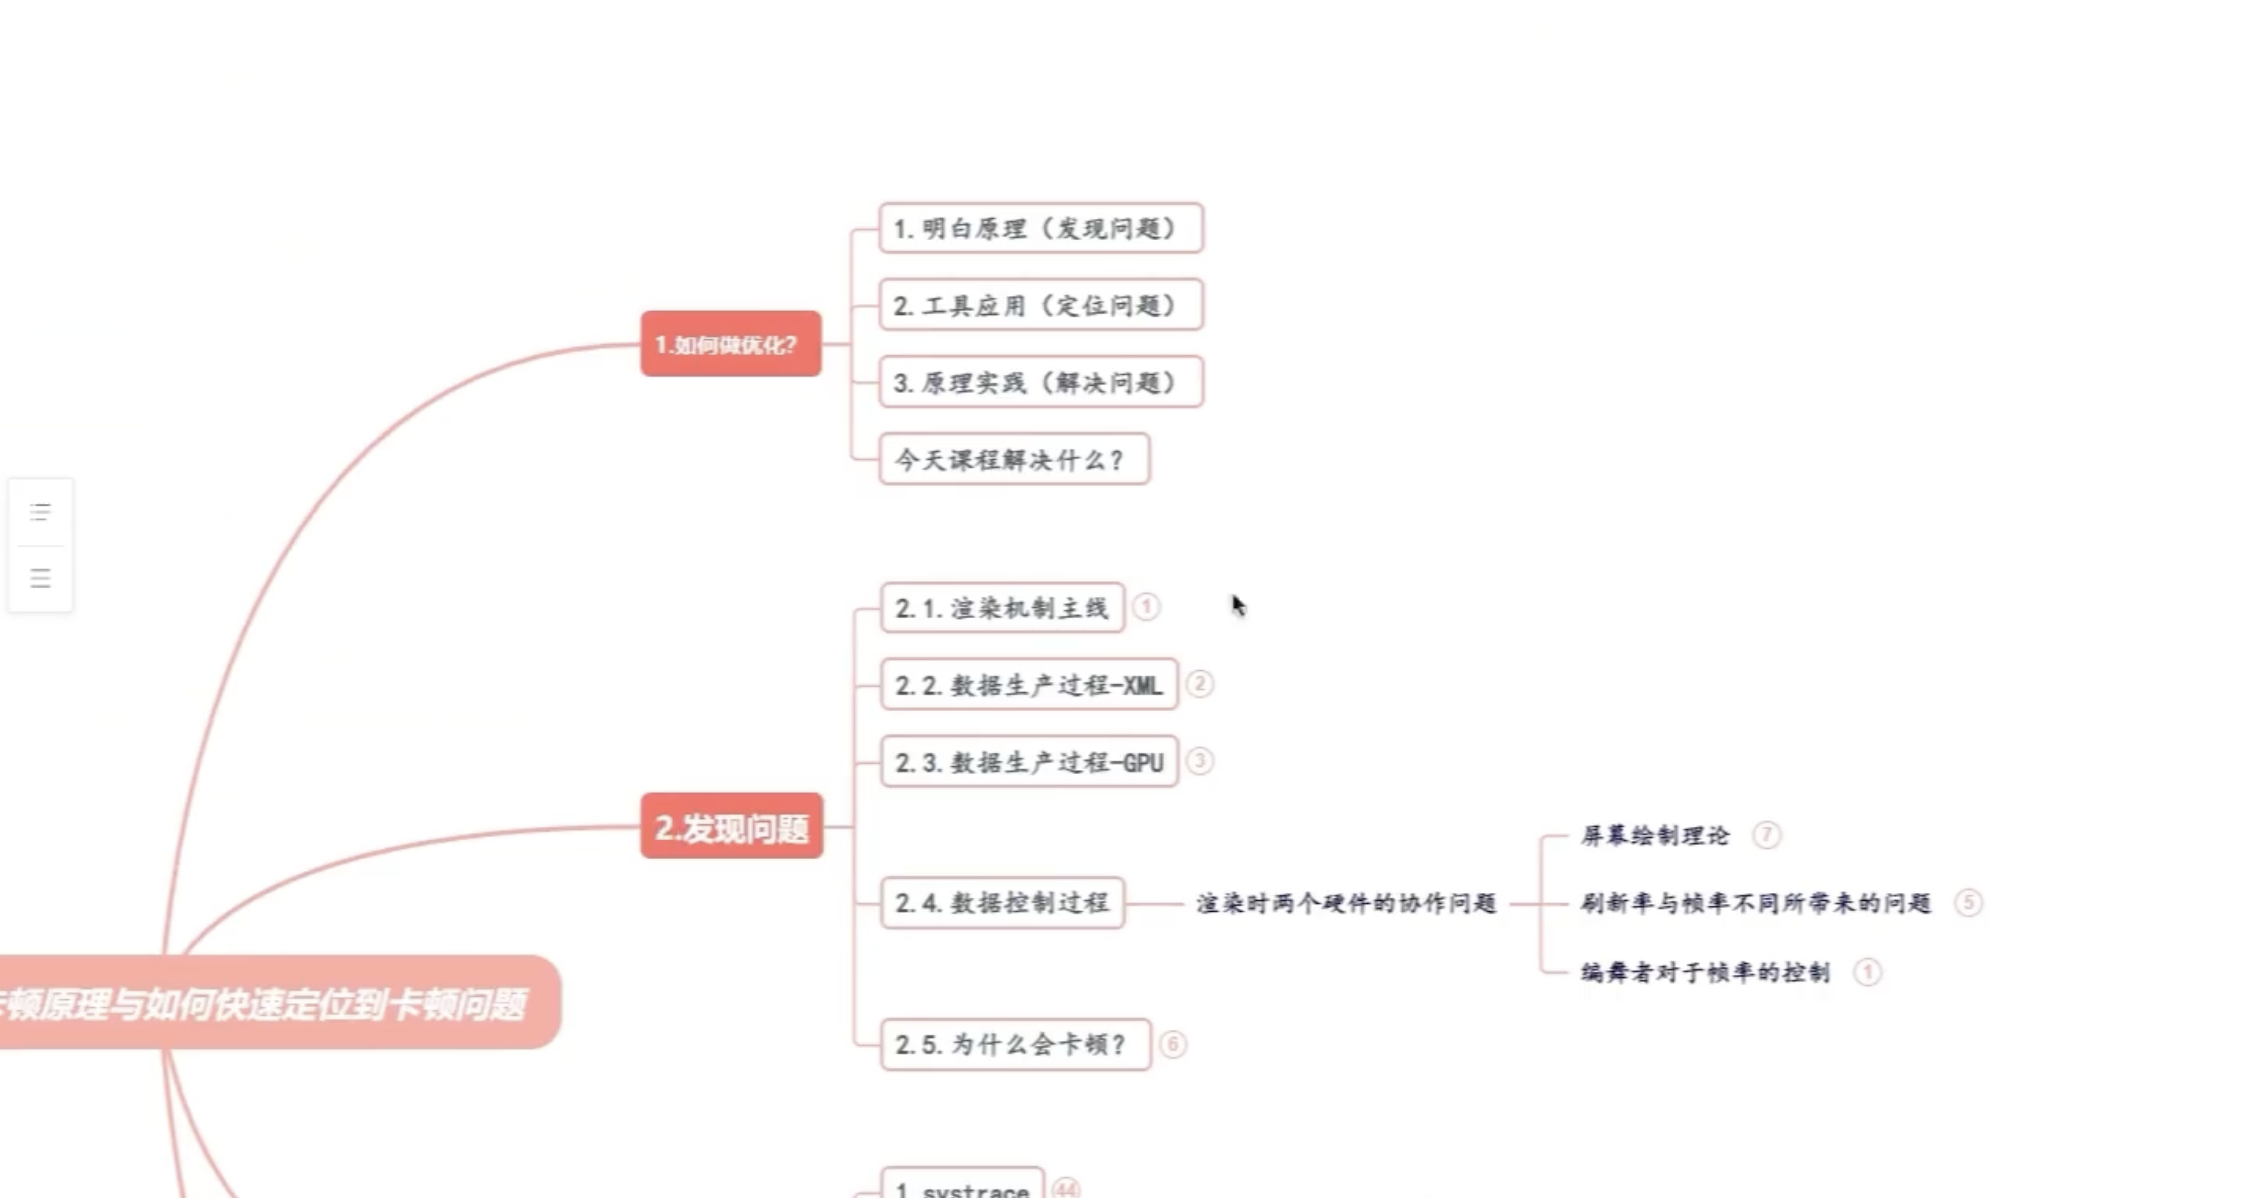 1.如何做优化?
1.明白原理（发现问题）
2.工具应用（定位问题）
3.原理实践（解决问题）
今天课程解决什么?
2.发现问题
2.1.渲染机制主线 1
2.2.数据生产过程-XML 2
2.3.数据生产过程-GPU 3
2.4.数据控制过程
渲染时两个硬件的协作问题
屏幕绘制理论 7
刷新率与帧率不同所带来的问题 5
编舞者对于帧率的控制 1
2.5.为什么会卡顿? 6
卡顿原理与如何快速定位到卡顿问题
1.systrace 44